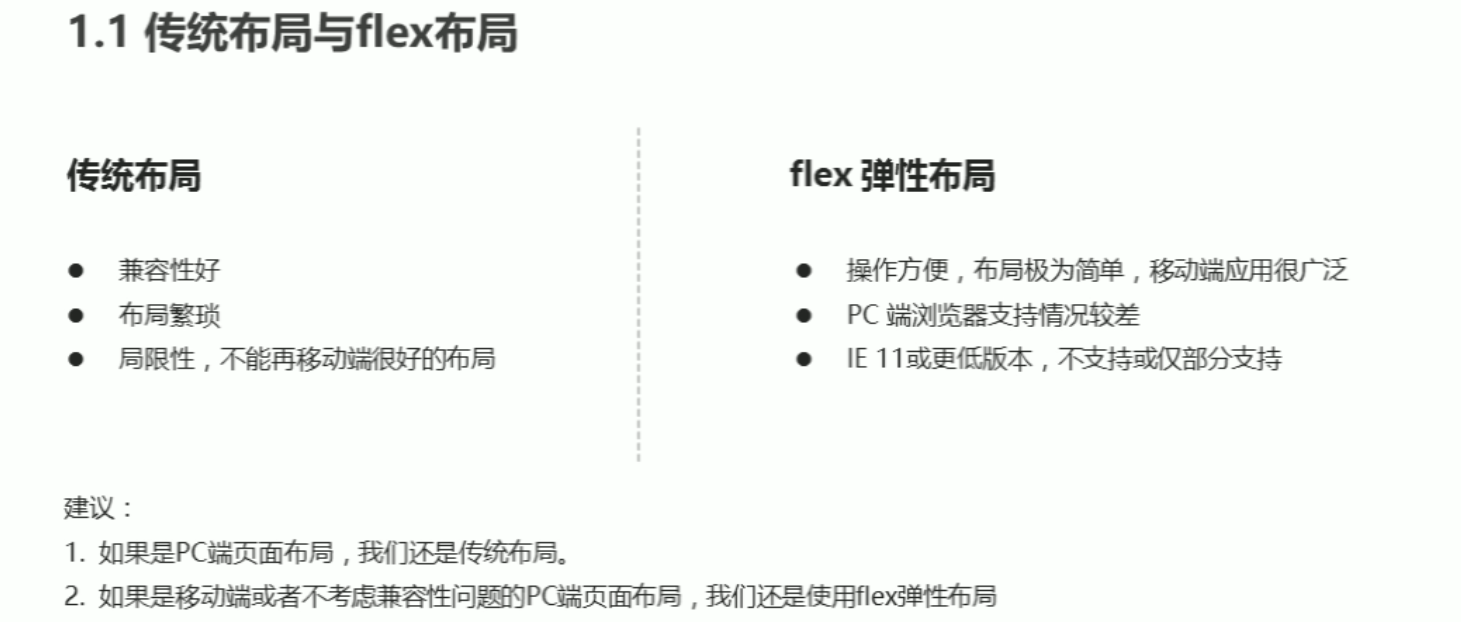 1.1 传统布局与flex布局
传统布局
● 兼容性好
● 布局繁琐
● 局限性，不能再移动端很好的布局
flex 弹性布局
● 操作方便，布局极为简单，移动端应用很广泛
● PC 端浏览器支持情况较差
● IE 11或更低版本，不支持或仅部分支持
建议：
1. 如果是PC端页面布局，我们还是传统布局。
2. 如果是移动端或者不考虑兼容性问题的PC端页面布局，我们还是使用flex弹性布局